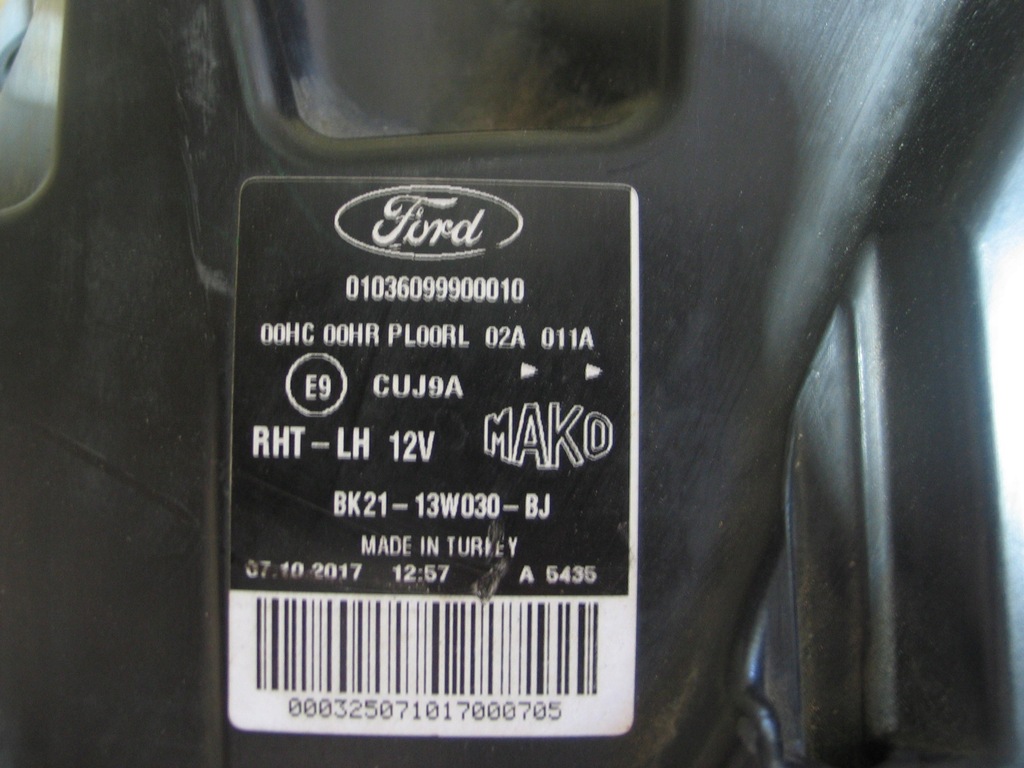 Ford
01036099900010
00HC 00HR PL00RL 02A 011A
E9 CUJ9A
RHT-LH 12V MAKO
BK21-13W030-BJ
MADE IN TURKEY
07.10.2017 12:57 A 5435
000325071017000705